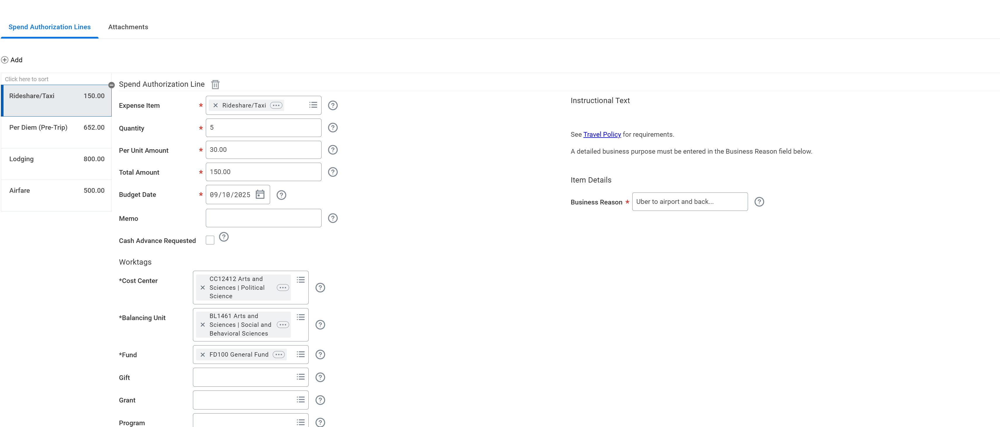 Spend Authorization Lines
Attachments
Add
Click here to sort
Rideshare/Taxi 150.00
Per Diem (Pre-Trip) 652.00
Lodging 800.00
Airfare 500.00
Spend Authorization Line
Expense Item * Rideshare/Taxi
Quantity * 5
Per Unit Amount * 30.00
Total Amount * 150.00
Budget Date * 09/10/2025
Memo
Cash Advance Requested
Worktags
*Cost Center
CC12412 Arts and
Sciences | Political
Science
*Balancing Unit
BL1461 Arts and
Sciences | Social and
Behavioral Sciences
*Fund FD100 General Fund
Gift
Grant
Program
Instructional Text
See Travel Policy for requirements.
A detailed business purpose must be entered in the Business Reason field below.
Item Details
Business Reason * Uber to airport and back...